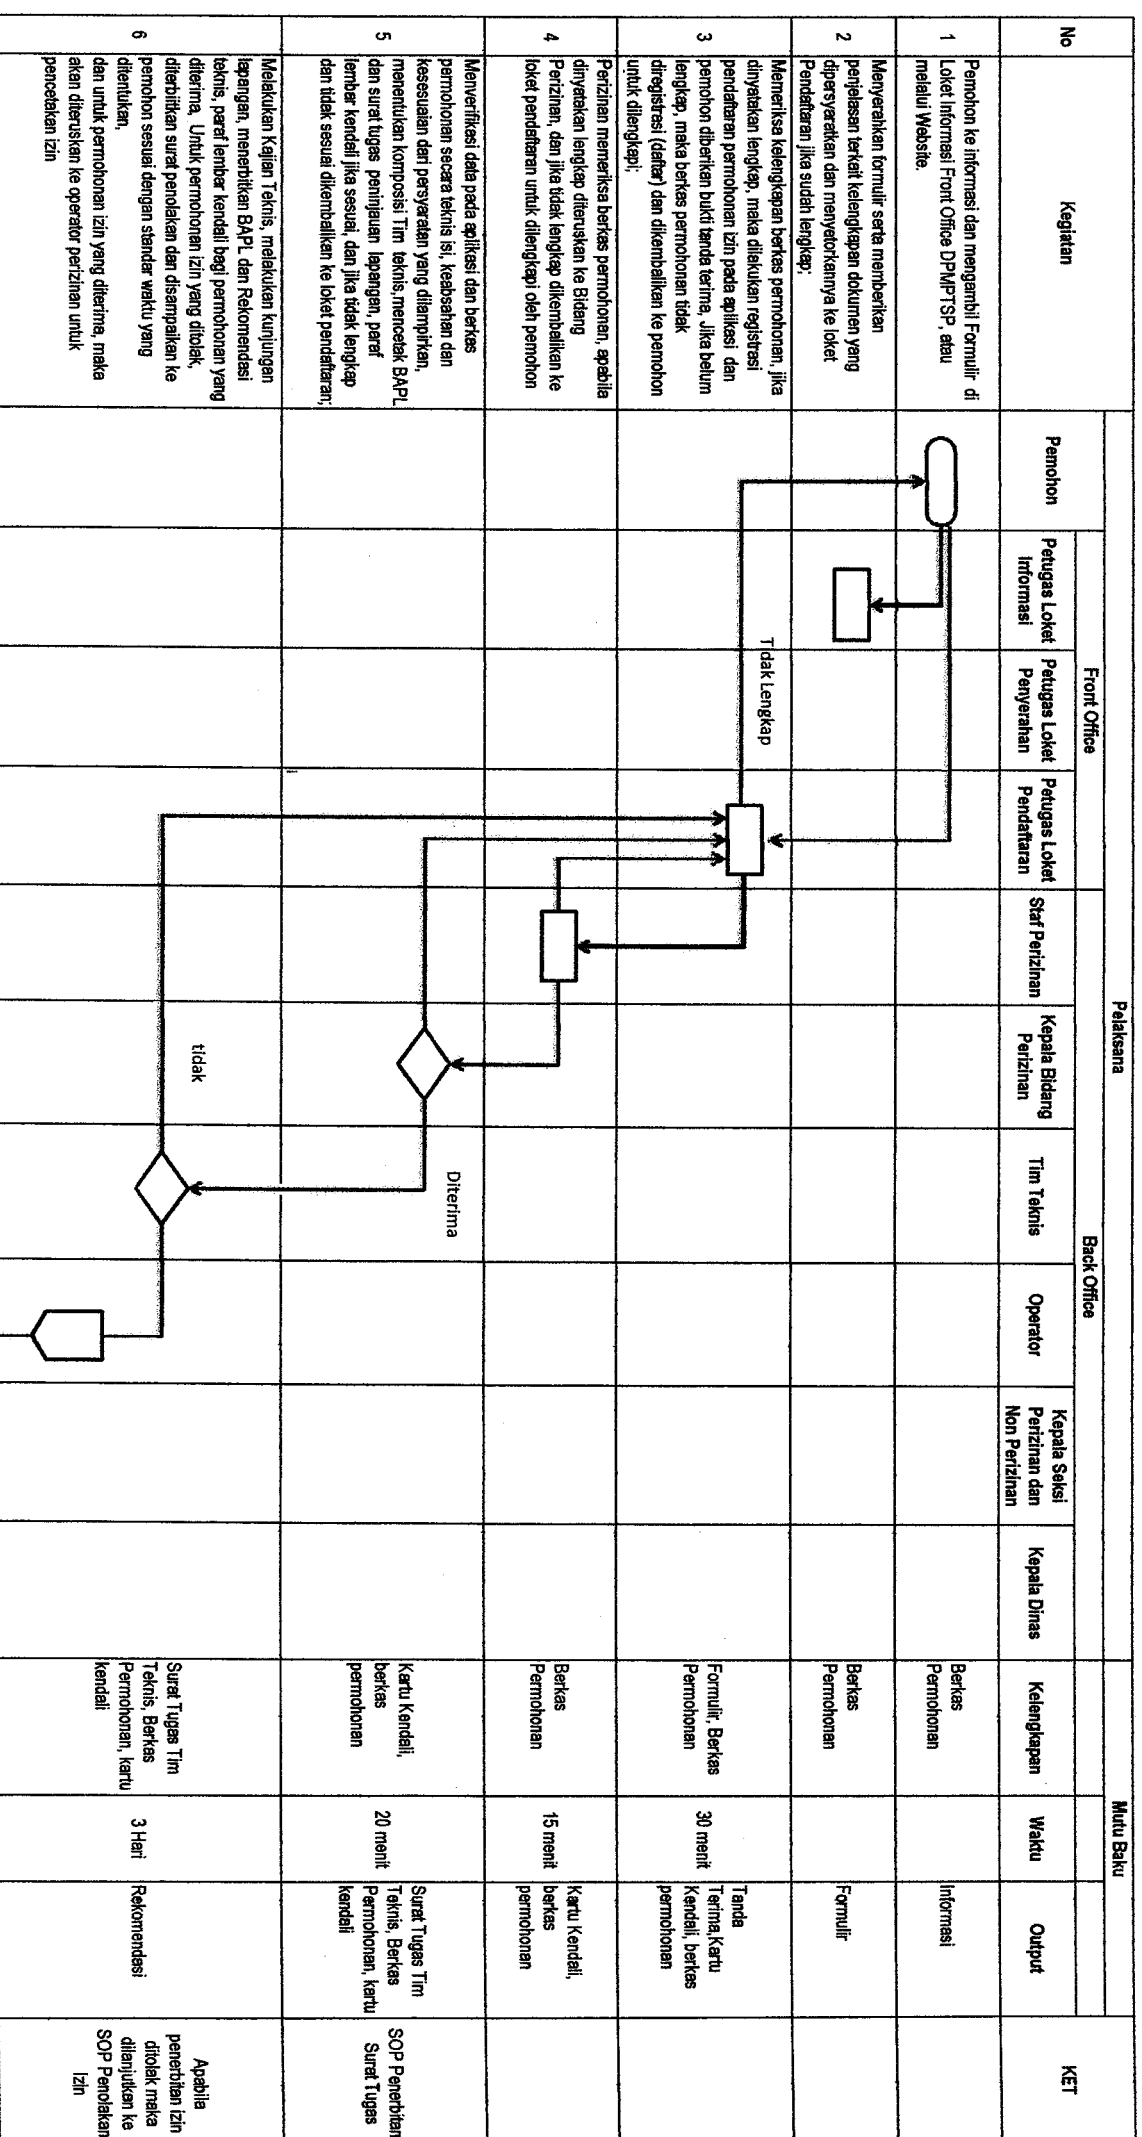 No
Kegiatan
Pelaksana
Mutu Baku
KET
Front Office
Back Office
Pemohon
Petugas Loket
Informasi
Petugas Loket
Penyerahan
Petugas Loket
Pendaftaran
Staf Perizinan
Kepala Bidang
Perizinan
Tim Teknis
Operator
Kepala Seksi
Perizinan dan
Non Perizinan
Kepala Dinas
Kelengkapan
Waktu
Output
1
Pemohon ke informasi dan mengambil Formulir di
Loket Informasi Front Office DPMPTSP, atau
melalui Website.
Berkas
Permohonan
Informasi
2
Menyerahkan formulir serta memberikan
penjelasan terkait kelengkapan dokumen yang
dipersyaratkan dan menyetorkannya ke loket
Pendaftaran jika sudah lengkap;
Berkas
Permohonan
Formulir
3
Memeriksa kelengkapan berkas permohonan, jika
dinyatakan lengkap, maka dilakukan registrasi
pendaftaran permohonan izin pada aplikasi dan
pemohon diberikan bukti tanda terima, Jika belum
lengkap, maka berkas permohonan tidak
diregistrasi (daftar) dan dikembalikan ke pemohon
untuk dilengkapi;
Tidak Lengkap
Formulir, Berkas
Permohonan
30 menit
Tanda
Terima,Kartu
Kendali, berkas
permohonan
4
Perizinan memeriksa berkas permohonan, apabila
dinyatakan lengkap diteruskan ke Bidang
Perizinan, dan jika tidak lengkap dikembalikan ke
loket pendaftaran untuk dilengkapi oleh pemohon
Berkas
Permohonan
15 menit
Kartu Kendali,
berkas
permohonan
5
Menverifikasi data pada aplikasi dan berkas
permohonan secara teknis isi, keabsahan dan
kesesuaian dari persyaratan yang dilampirkan,
menentukan komposisi Tim teknis,mencetak BAPL
dan surat tugas peninjauan lapangan, paraf
lembar kendali jika sesuai, dan jika tidak lengkap
dan tidak sesuai dikembalikan ke loket pendaftaran;
Diterima
Kartu Kendali,
berkas
permohonan
20 menit
Surat Tugas Tim
Teknis, Berkas
Permohonan, kartu
kendali
SOP Penerbitan
Surat Tugas
6
Melakukan Kajian Teknis, melakukan kunjungan
lapangan, menerbitkan BAPL dan Rekomendasi
teknis, paraf lembar kendali bagi permohonan yang
diterima, Untuk permohonan izin yang ditolak,
diterbitkan surat penolakan dan disampaikan ke
pemohon sesuai dengan standar waktu yang
ditentukan,
dan untuk permohonan izin yang diterima, maka
akan diteruskan ke operator perizinan untuk
pencetakan izin
tidak
Surat Tugas Tim
Teknis, Berkas
Permohonan, kartu
kendali
3 Hari
Rekomendasi
Apabila
penerbitan izin
ditolak maka
dilanjutkan ke
SOP Penolakan
Izin